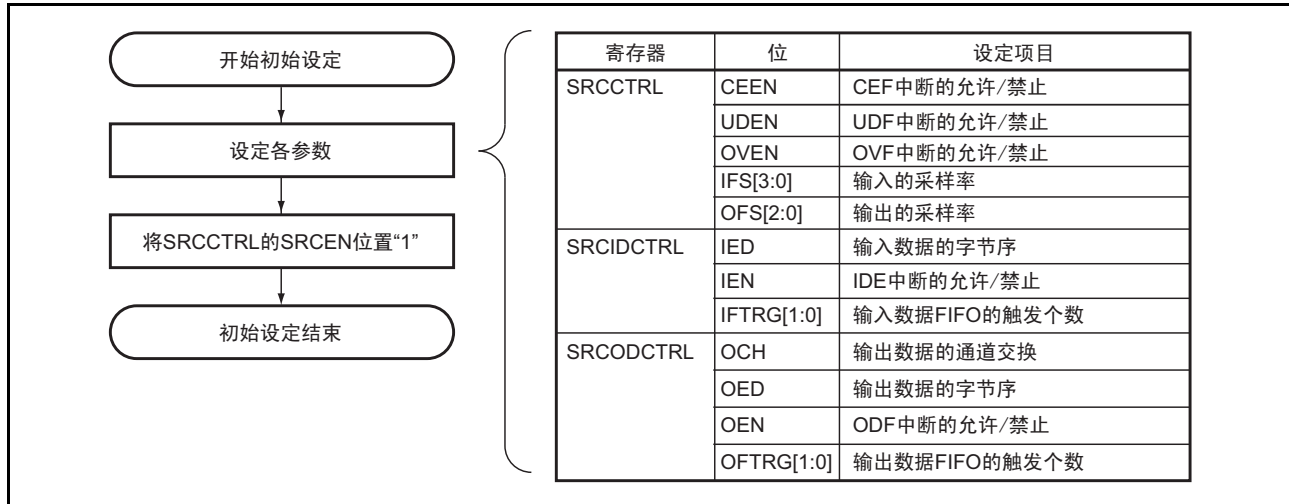 开始初始设定
设定各参数
将SRCCTRL的SRCEN位置“1”
初始设定结束
寄存器 位 设定项目
SRCCTRL CEEN CEF中断的允许/禁止
UDEN UDF中断的允许/禁止
OVEN OVF中断的允许/禁止
IFS[3:0] 输入的采样率
OFS[2:0] 输出的采样率
SRCIDCTRL IED 输入数据的字节序
IEN IDE中断的允许/禁止
IFTRG[1:0] 输入数据FIFO的触发个数
SRCODCTRL OCH 输出数据的通道交换
OED 输出数据的字节序
OEN ODF中断的允许/禁止
OFTRG[1:0] 输出数据FIFO的触发个数